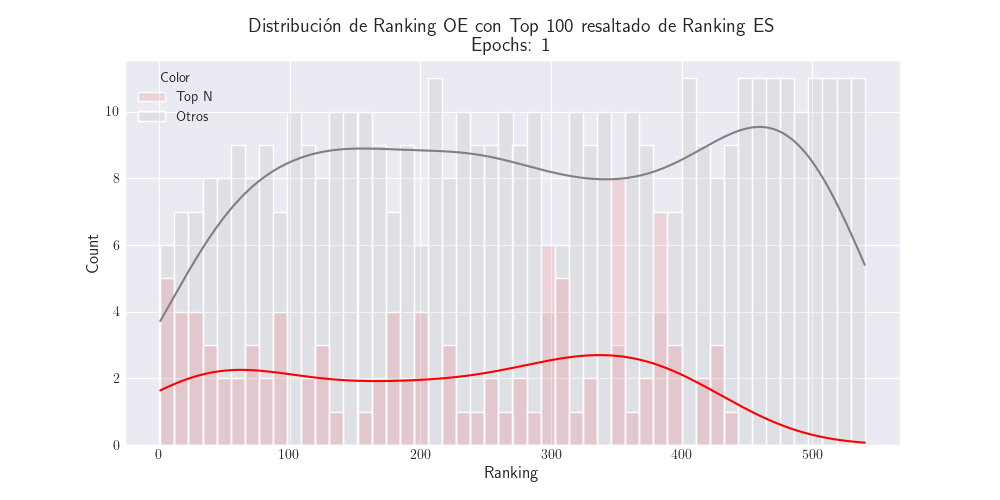 Distribución de Ranking OE con Top 100 resaltado de Ranking ES
Epochs: 1
Color
Top N
Otros
10
8
6
4
2
0
Count
0 100 200 300 400 500
Ranking